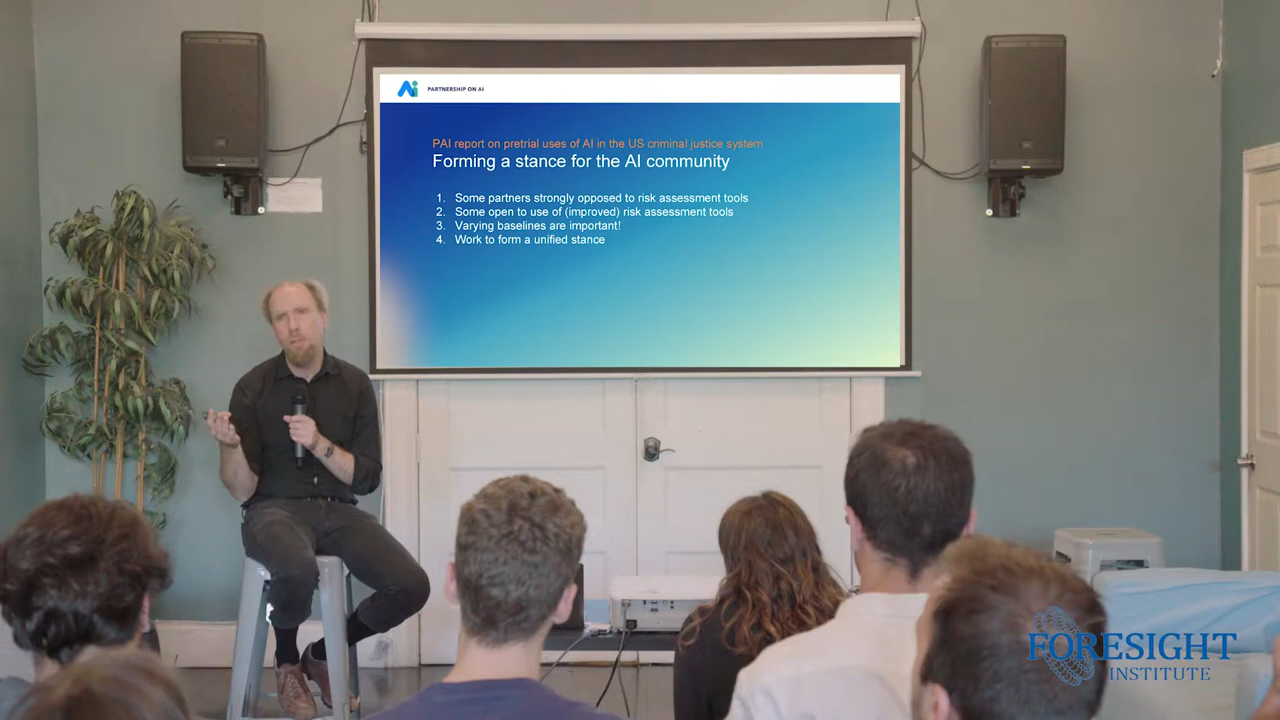 PARTNERSHIP ON AI
PAI report on pretrial uses of AI in the US criminal justice system
Forming a stance for the AI community
1. Some partners strongly opposed to risk assessment tools
2. Some open to use of (improved) risk assessment tools
3. Varying baselines are important!
4. Work to form a unified stance
FORESIGHT
INSTITUTE